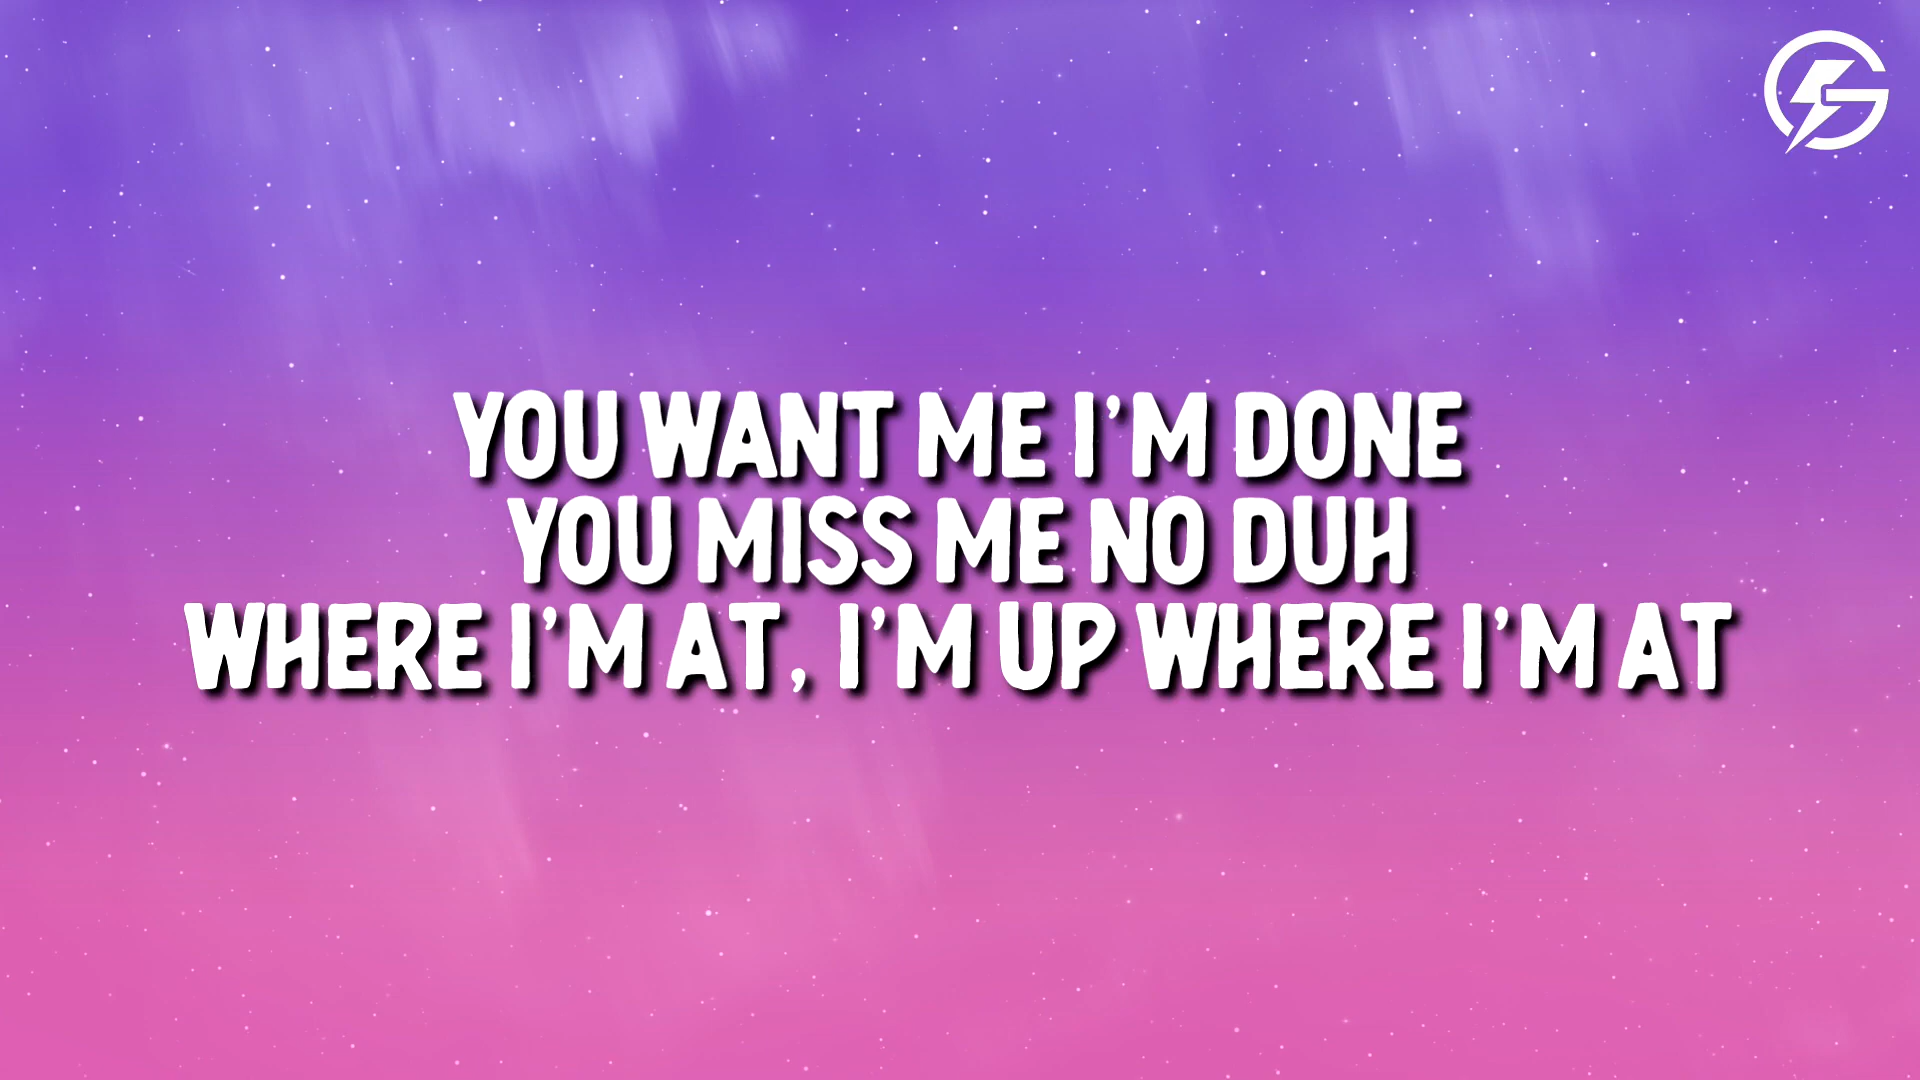 YOU WANT ME I'M DONE
YOU MISS ME NO DUH
WHERE I'M AT, I'M UP WHERE I'M AT